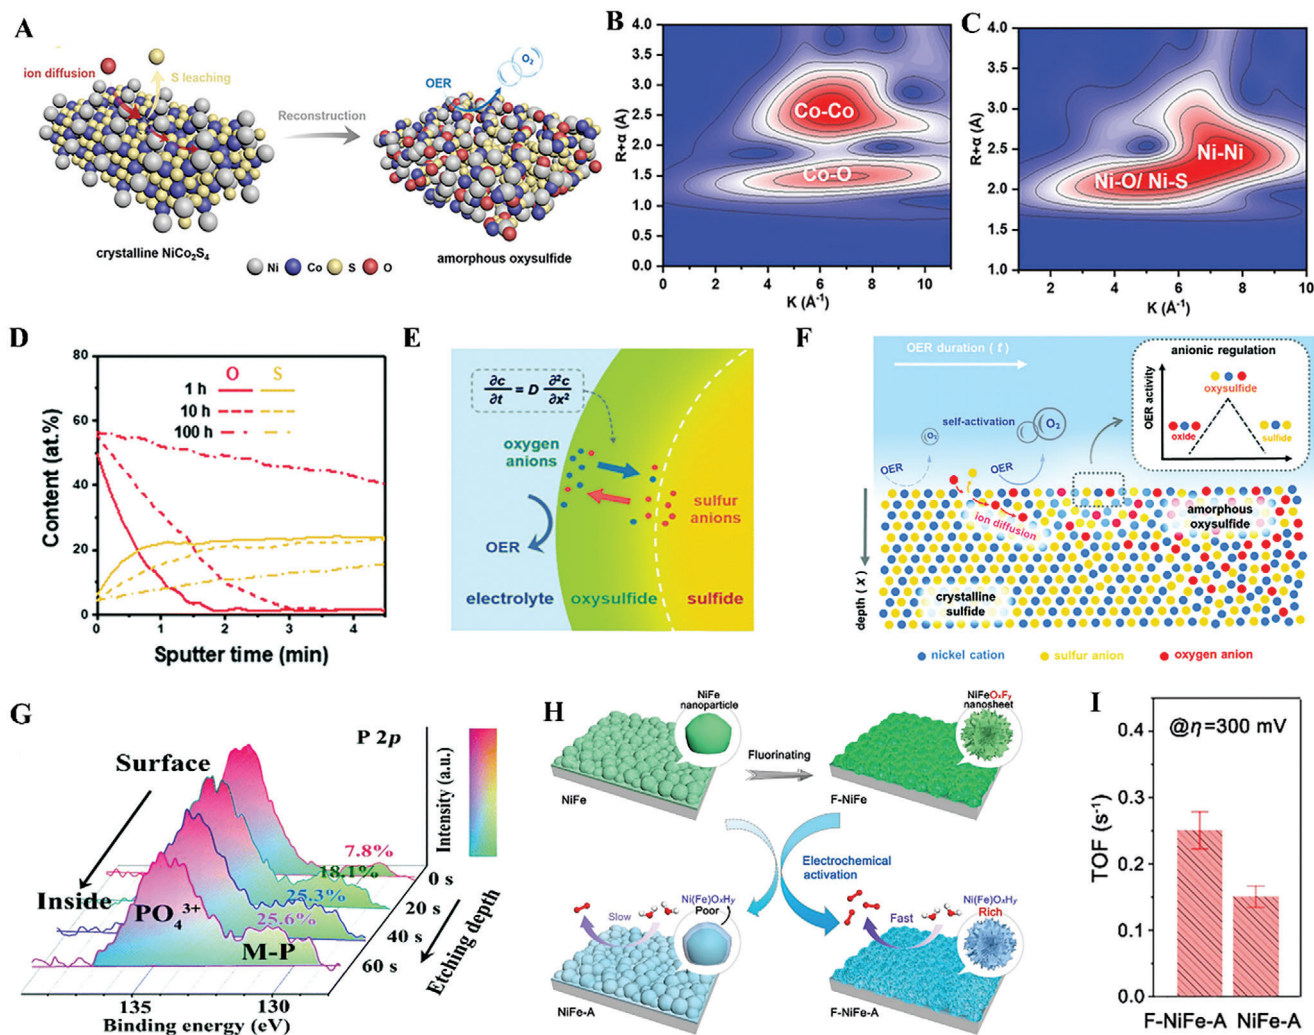 A
ion diffusion
S leaching
OER
O₂
Reconstruction
crystalline NiCo₂S₄
amorphous oxysulfide
Ni Co S O
B
4.0
3.5
3.0
2.5
2.0
1.5
1.0
0.5
0.0
R+α (Å)
Co-Co
Co-O
0 2 4 6 8 10
K (Å⁻¹)
C
4.0
3.5
3.0
2.5
2.0
1.5
1.0
R+α (Å)
Ni-Ni
Ni-O/ Ni-S
2 4 6 8 10
K (Å⁻¹)
D
80
60
40
20
0
Content (at.%)
O S
1 h
10 h
100 h
0 1 2 3 4
Sputter time (min)
E
∂c/∂t = D ∂²c/∂x²
oxygen
anions
sulfur
anions
OER
electrolyte oxysulfide sulfide
F
OER duration ( t )
anionic regulation
OER activity
oxysulfide
oxide
sulfide
self-activation
O₂
O₂
OER
OER
ion diffusion
amorphous
oxysulfide
crystalline
sulfide
depth ( x )
nickel cation sulfur anion oxygen anion
G
P 2p
Surface
Inside
Intensity (a.u.)
7.8%
18.1%
25.3%
25.6%
0 s
20 s
40 s
60 s
PO₄³⁺
M-P
Etching depth
135 130
Binding energy (eV)
H
NiFe
nanoparticle
NiFeOₓFᵧ
nanosheet
Fluorinating
NiFe
F-NiFe
Electrochemical
activation
Slow
Ni(Fe)OₓHᵧ
Poor
Fast
Ni(Fe)OₓHᵧ
Rich
NiFe-A
F-NiFe-A
I
@η=300 mV
0.4
0.3
0.2
0.1
0.0
TOF (s⁻¹)
F-NiFe-A NiFe-A